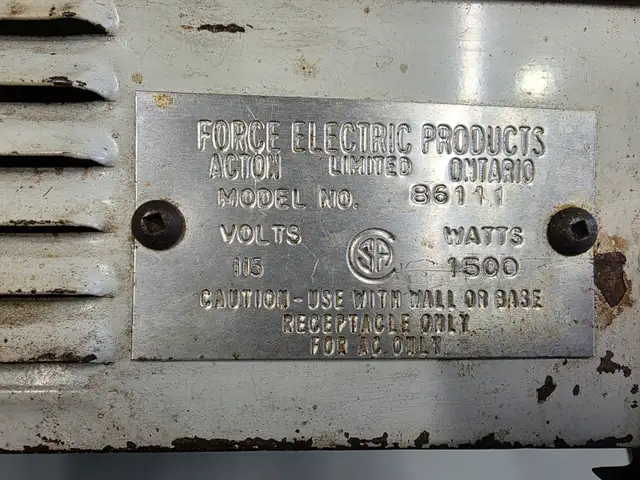 FORCE ELECTRIC PRODUCTS
ACTON LIMITED ONTARIO
MODEL NO. 86111
VOLTS CSA WATTS
115 1500
CAUTION-USE WITH WALL OR BASE
RECEPTACLE ONLY
FOR AC ONLY